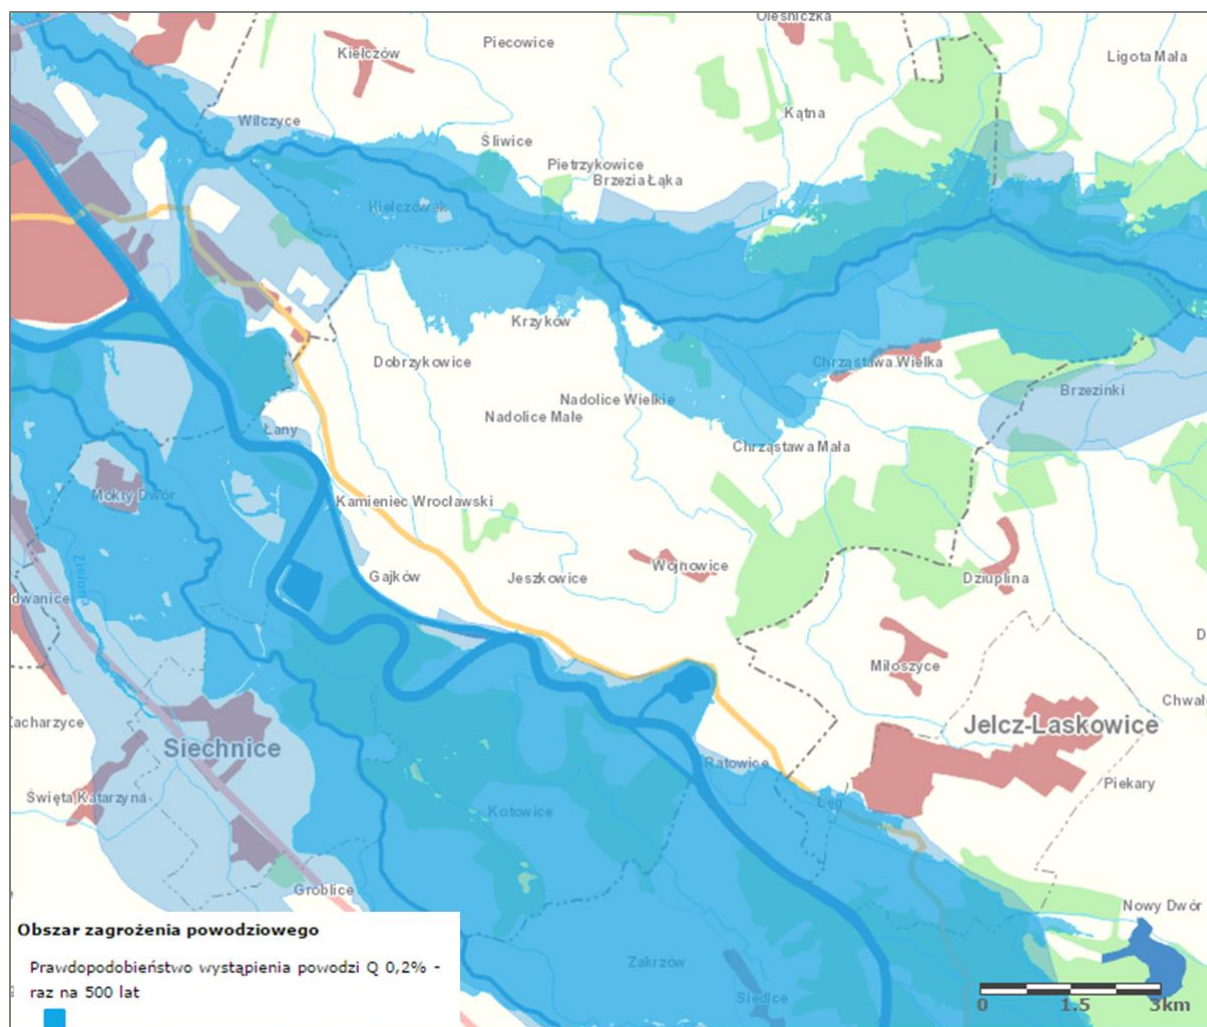 Oleśniczka
Piecowice
Kiełczów
Ligota Mała
Kątna
Wilczyce
Śliwice
Pietrzykowice
Brzezia Łąka
Kiełczówek
Krzyków
Dobrzykowice
Chrząstawa Wielka
Brzezinki
Nadolice Wielkie
Nadolice Małe
Łany
Chrząstawa Mała
Mokry Dwór
Kamieniec Wrocławski
Zielona
Gajków
Jeszkowice
Wojnowice
Dziuplina
dwanice
D
Miłoszyce
Chwał
Zacharzyce
Siechnice
Jelcz-Laskowice
Ratowice
Piekary
Święta Katarzyna
Kotowice
Łęg
Groblice
Nowy Dwór
Obszar zagrożenia powodziowego
Prawdopodobieństwo wystąpienia powodzi Q 0,2% -
raz na 500 lat
Zakrzów
Siedlce
0 1.5 3km